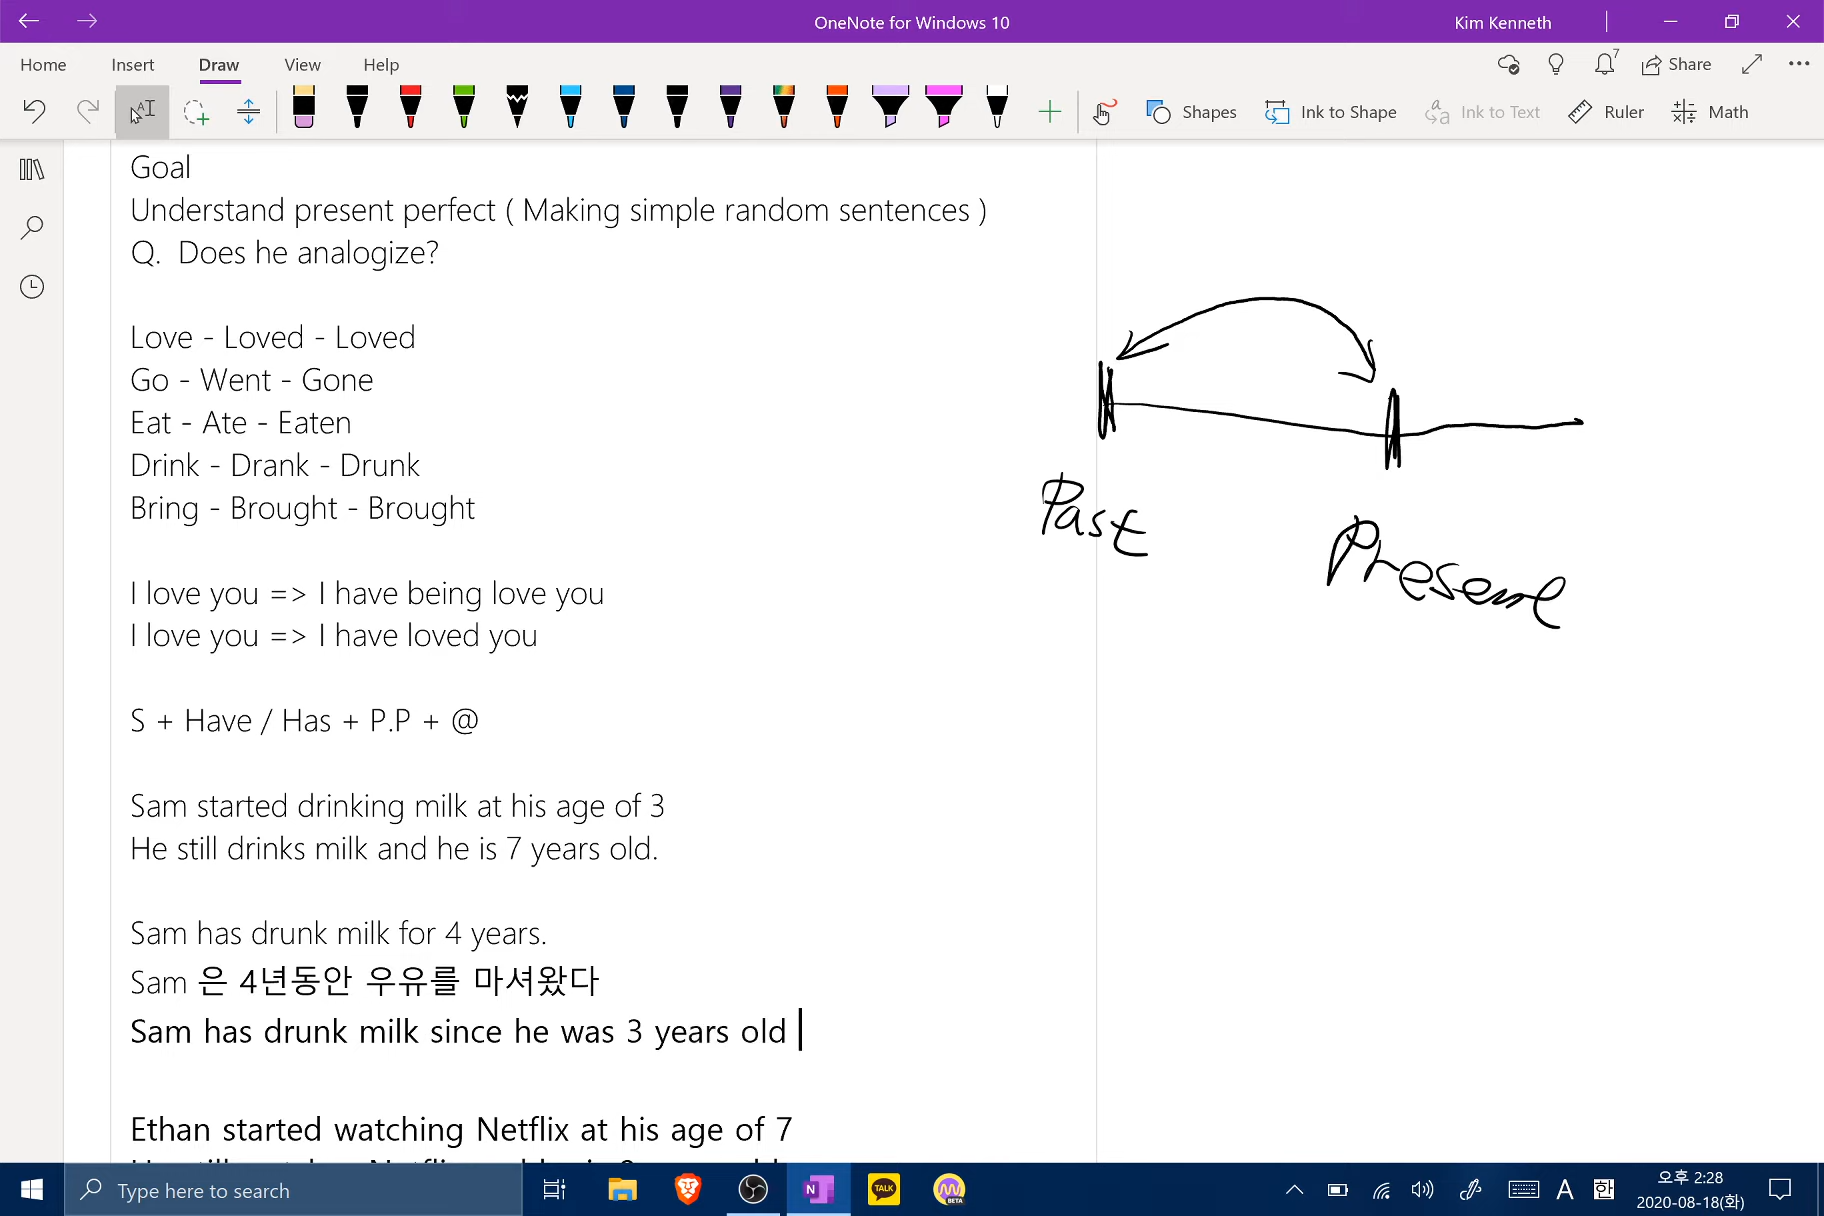 OneNote for Windows 10
Kim Kenneth
Home Insert Draw View Help
7
Share
Shapes
Ink to Shape
Ink to Text
Ruler
Math
Goal
Understand present perfect ( Making simple random sentences )
Q. Does he analogize?
Love - Loved - Loved
Go - Went - Gone
Eat - Ate - Eaten
Drink - Drank - Drunk
Bring - Brought - Brought
I love you => I have being love you
I love you => I have loved you
S + Have / Has + P.P + @
Sam started drinking milk at his age of 3
He still drinks milk and he is 7 years old.
Sam has drunk milk for 4 years.
Sam 은 4년동안 우유를 마셔왔다
Sam has drunk milk since he was 3 years old
Ethan started watching Netflix at his age of 7
Past
Present
Type here to search
N
TALK
BETA
A
한
오후 2:28
2020-08-18(화)